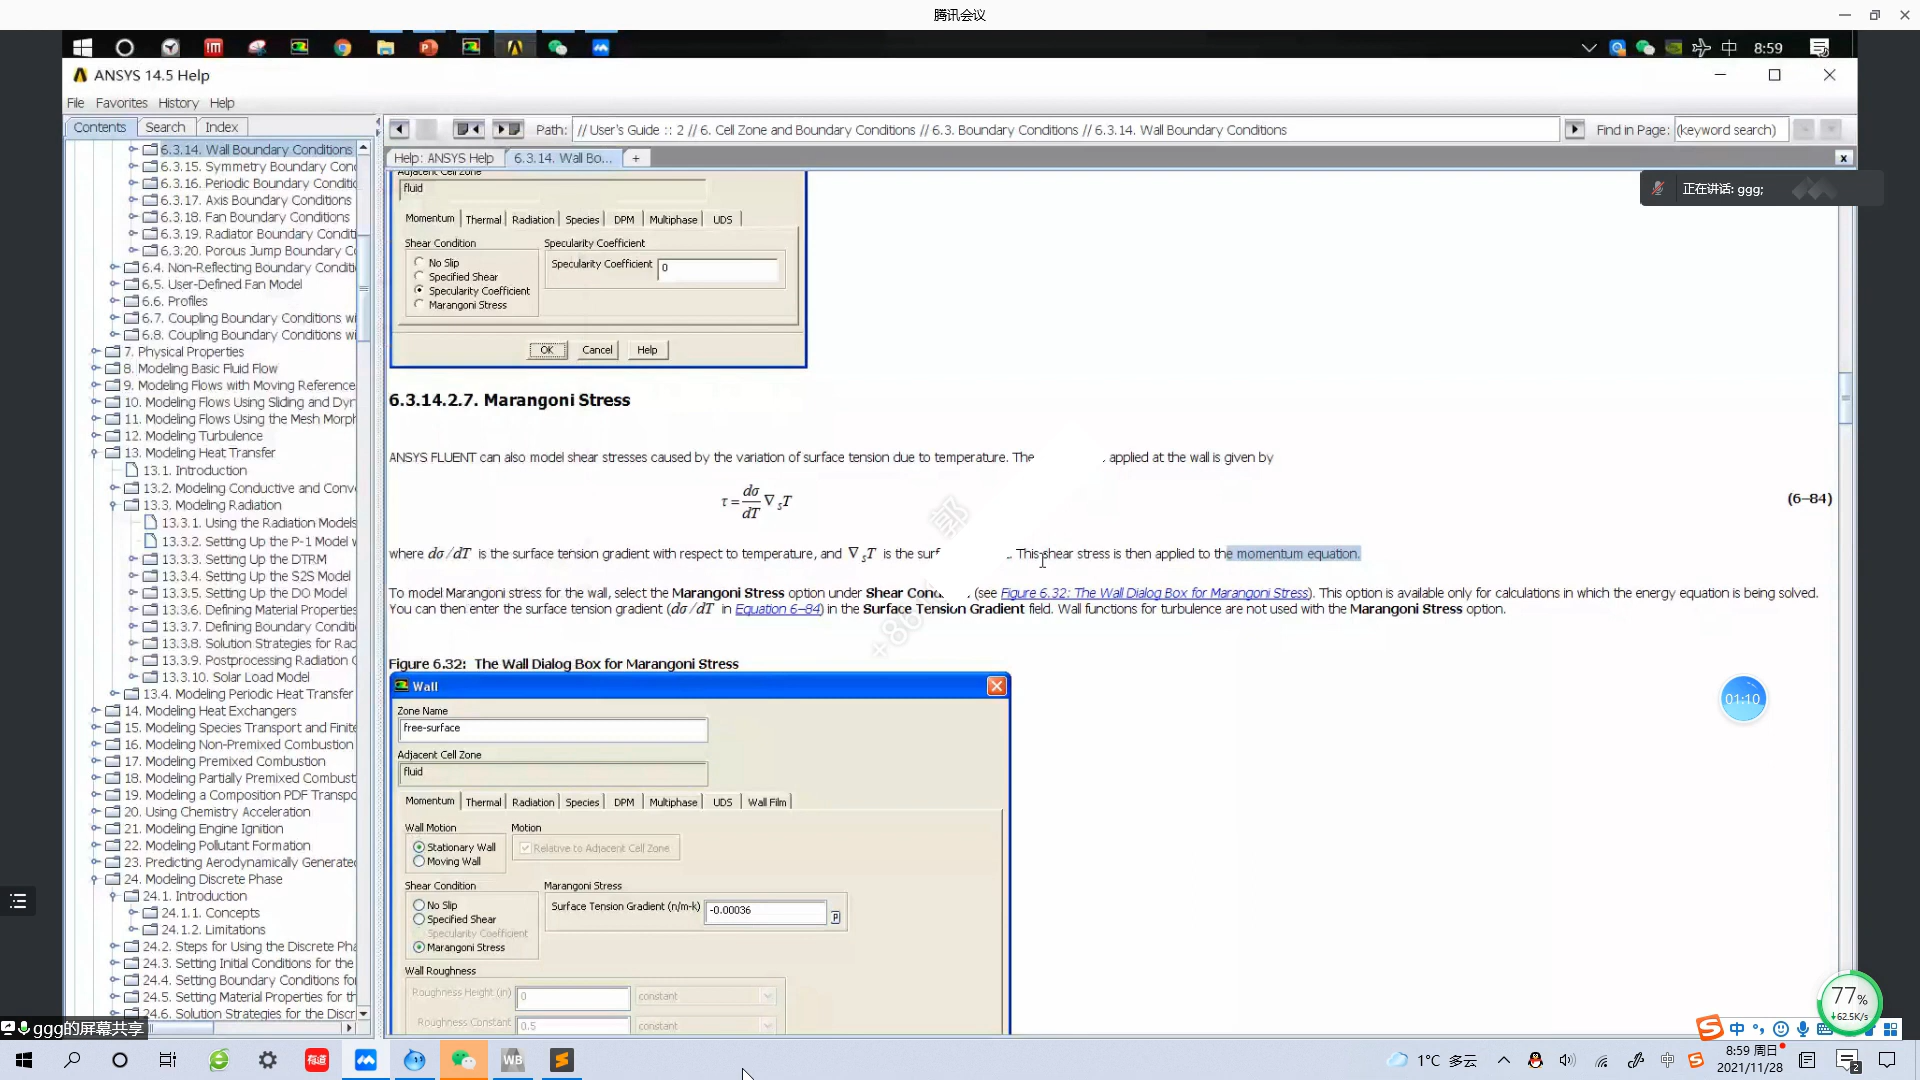 腾讯会议
中 8:59
ANSYS 14.5 Help
File Favorites History Help
Contents Search Index
Path: // User's Guide :: 2 // 6. Cell Zone and Boundary Conditions // 6.3. Boundary Conditions // 6.3.14. Wall Boundary Conditions
Find in Page: (keyword search)
Help: ANSYS Help 6.3.14. Wall Bo... +
正在讲话: ggg;
6.3.14. Wall Boundary Conditions
6.3.15. Symmetry Boundary Con
6.3.16. Periodic Boundary Conditio
6.3.17. Axis Boundary Conditions
6.3.18. Fan Boundary Conditions
6.3.19. Radiator Boundary Conditi
6.3.20. Porous Jump Boundary C
6.4. Non-Reflecting Boundary Conditi
6.5. User-Defined Fan Model
6.6. Profiles
6.7. Coupling Boundary Conditions wi
6.8. Coupling Boundary Conditions wi
7. Physical Properties
8. Modeling Basic Fluid Flow
9. Modeling Flows with Moving Reference
10. Modeling Flows Using Sliding and Dyn
11. Modeling Flows Using the Mesh Morph
12. Modeling Turbulence
13. Modeling Heat Transfer
13.1. Introduction
13.2. Modeling Conductive and Conv
13.3. Modeling Radiation
13.3.1. Using the Radiation Models
13.3.2. Setting Up the P-1 Model w
13.3.3. Setting Up the DTRM
13.3.4. Setting Up the S2S Model
13.3.5. Setting Up the DO Model
13.3.6. Defining Material Properties
13.3.7. Defining Boundary Condition
13.3.8. Solution Strategies for Rac
13.3.9. Postprocessing Radiation C
13.3.10. Solar Load Model
13.4. Modeling Periodic Heat Transfer
14. Modeling Heat Exchangers
15. Modeling Species Transport and Finite
16. Modeling Non-Premixed Combustion
17. Modeling Premixed Combustion
18. Modeling Partially Premixed Combust
19. Modeling a Composition PDF Transpo
20. Using Chemistry Acceleration
21. Modeling Engine Ignition
22. Modeling Pollutant Formation
23. Predicting Aerodynamically Generate
24. Modeling Discrete Phase
24.1. Introduction
24.1.1. Concepts
24.1.2. Limitations
24.2. Steps for Using the Discrete Pha
24.3. Setting Initial Conditions for the
24.4. Setting Boundary Conditions fo
24.5. Setting Material Properties for th
24.6. Solution Strategies for the Discr
Adjacent Cell Zone
fluid
Momentum Thermal Radiation Species DPM Multiphase UDS
Shear Condition
No Slip
Specified Shear
Specularity Coefficient
Marangoni Stress
Specularity Coefficient
Specularity Coefficient 0
OK Cancel Help
6.3.14.2.7. Marangoni Stress
ANSYS FLUENT can also model shear stresses caused by the variation of surface tension due to temperature. The applied at the wall is given by
τ = dσ/dT ∇sT (6–84)
where dσ/dT is the surface tension gradient with respect to temperature, and ∇sT is the surf . This shear stress is then applied to the momentum equation.
To model Marangoni stress for the wall, select the Marangoni Stress option under Shear Conc (see Figure 6.32: The Wall Dialog Box for Marangoni Stress). This option is available only for calculations in which the energy equation is being solved.
You can then enter the surface tension gradient (dσ/dT in Equation 6–84) in the Surface Tension Gradient field. Wall functions for turbulence are not used with the Marangoni Stress option.
Figure 6.32: The Wall Dialog Box for Marangoni Stress
Wall
Zone Name
free-surface
Adjacent Cell Zone
fluid
Momentum Thermal Radiation Species DPM Multiphase UDS Wall Film
Wall Motion
Stationary Wall
Moving Wall
Motion
Relative to Adjacent Cell Zone
Shear Condition
No Slip
Specified Shear
Specularity Coefficient
Marangoni Stress
Marangoni Stress
Surface Tension Gradient (n/m-k) -0.00036 P
Wall Roughness
Roughness Height (in) 0 constant
Roughness Constant 0.5 constant
郭
+86
01:10
77%
↓62.5K/s
ggg的屏幕共享
中
有道
WB
1°C 多云
中
8:59 周日
2021/11/28
2